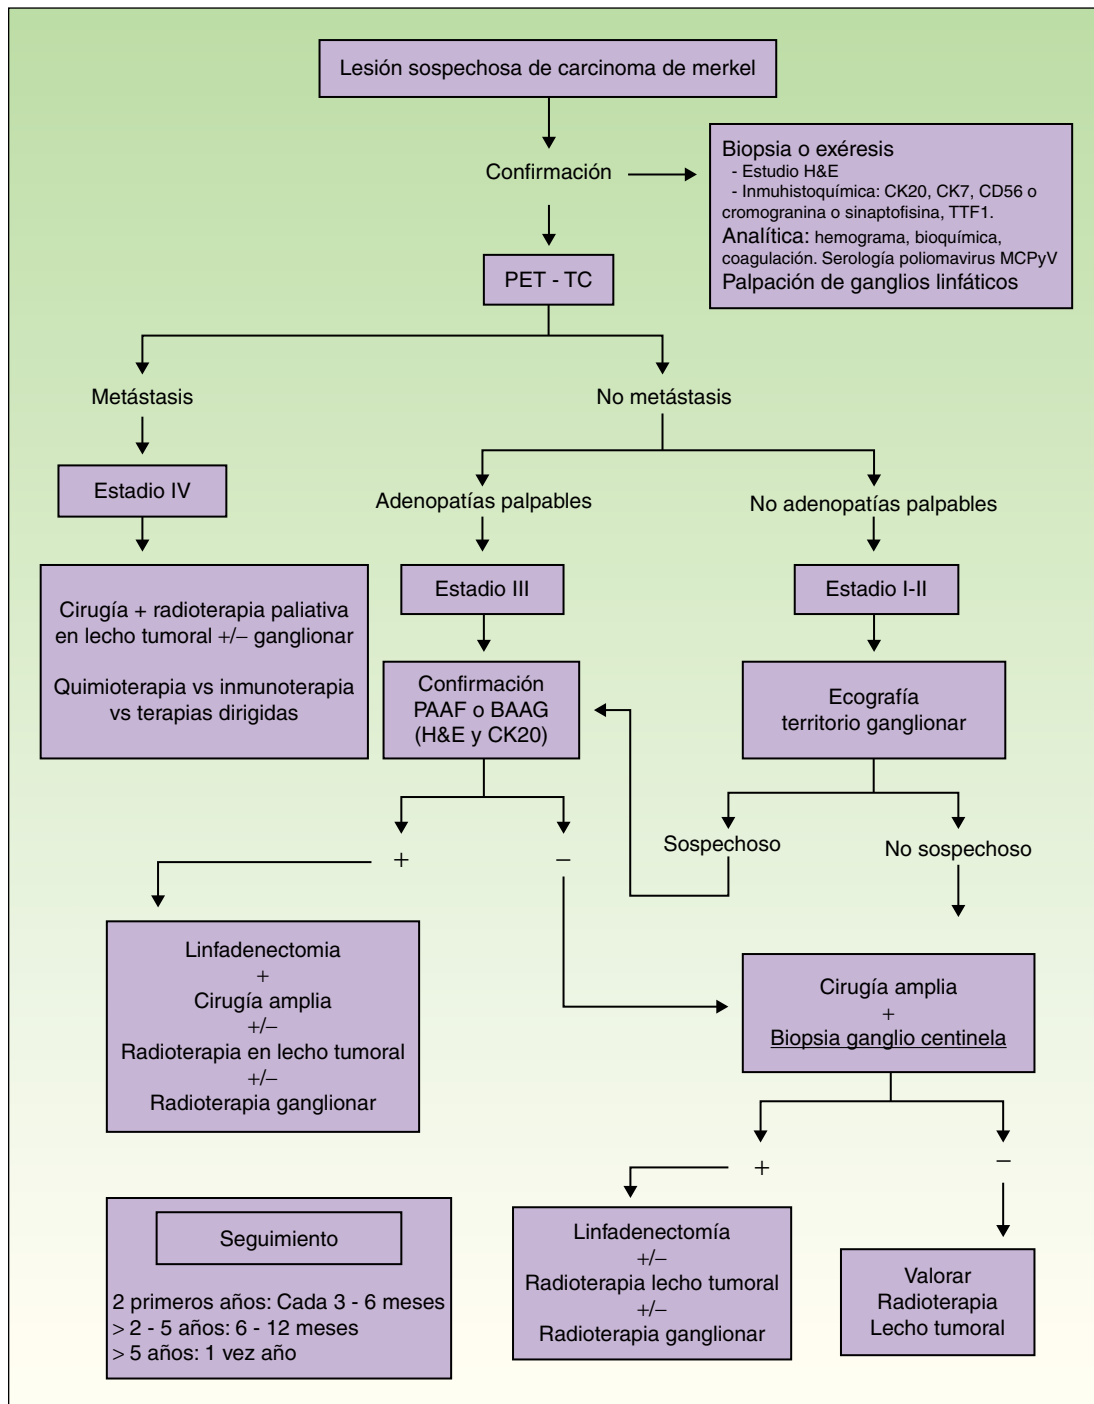 Lesión sospechosa de carcinoma de merkel
Confirmación
Biopsia o exéresis
- Estudio H&E
- Inmuhistoquímica: CK20, CK7, CD56 o
cromogranina o sinaptofisina, TTF1.
Analítica: hemograma, bioquímica,
coagulación. Serología poliomavirus MCPyV
Palpación de ganglios linfáticos
PET - TC
Metástasis
No metástasis
Estadio IV
Adenopatías palpables
No adenopatías palpables
Cirugía + radioterapia paliativa
en lecho tumoral +/− ganglionar
Quimioterapia vs inmunoterapia
vs terapias dirigidas
Estadio III
Estadio I-II
Confirmación
PAAF o BAAG
(H&E y CK20)
Ecografía
territorio ganglionar
+
−
Sospechoso
No sospechoso
Linfadenectomia
+
Cirugía amplia
+/−
Radioterapia en lecho tumoral
+/−
Radioterapia ganglionar
Cirugía amplia
+
Biopsia ganglio centinela
+
−
Linfadenectomía
+/−
Radioterapia lecho tumoral
+/−
Radioterapia ganglionar
Valorar
Radioterapia
Lecho tumoral
Seguimiento
2 primeros años: Cada 3 - 6 meses
> 2 - 5 años: 6 - 12 meses
> 5 años: 1 vez año